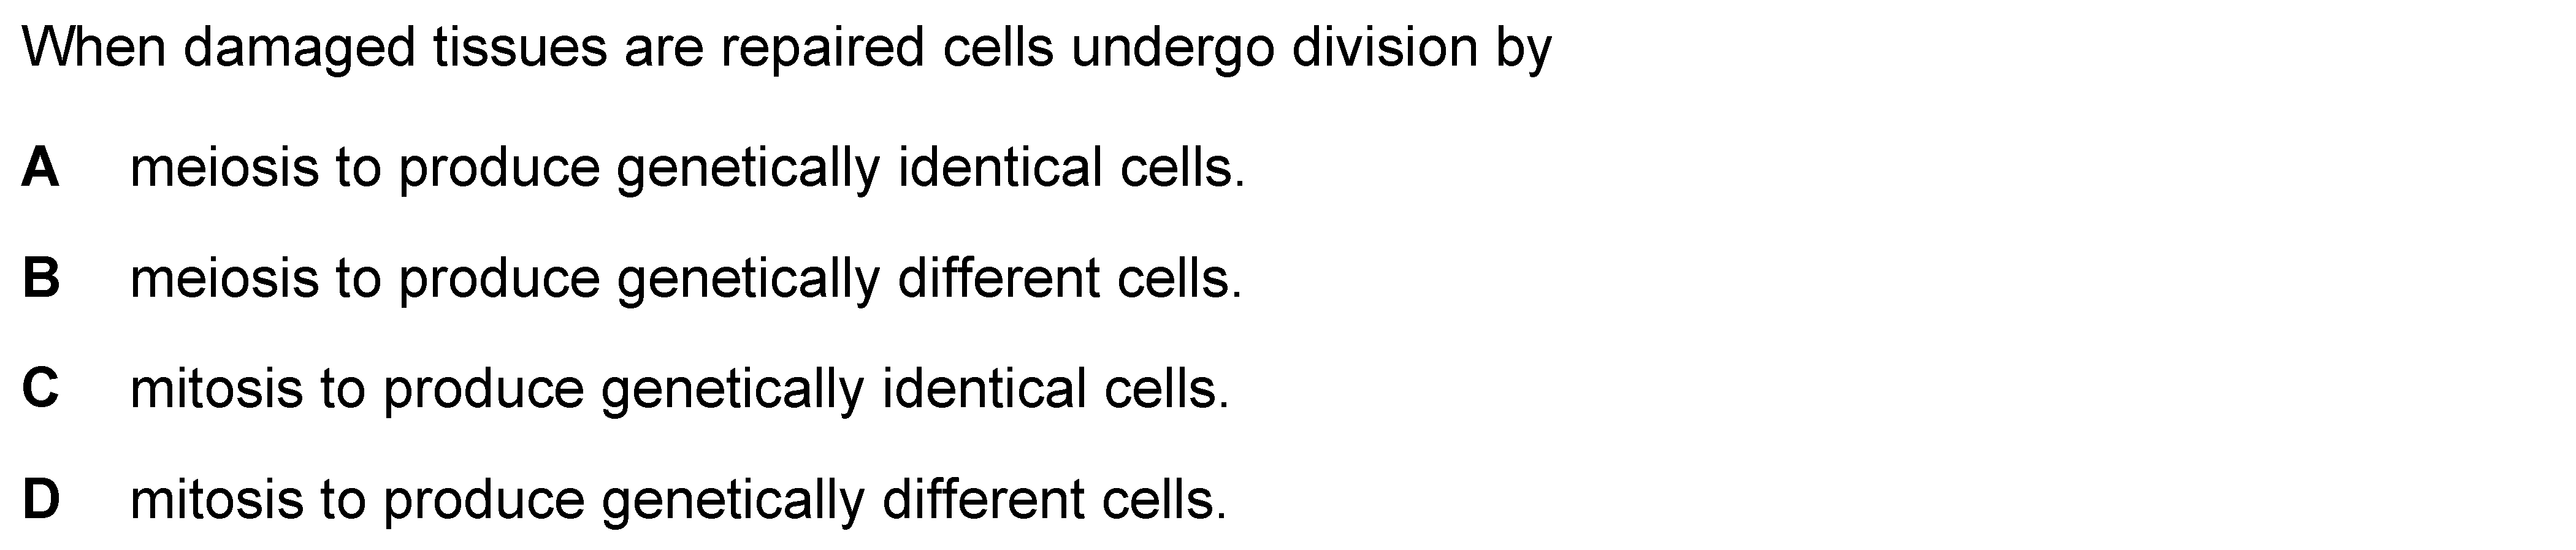 When damaged tissues are repaired cells undergo division by
A meiosis to produce genetically identical cells.
B meiosis to produce genetically different cells.
C mitosis to produce genetically identical cells.
D mitosis to produce genetically different cells.